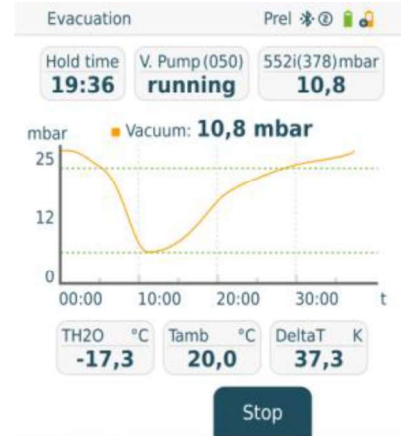 Evacuation Prel ②
Hold time V. Pump (050) 552i(378)mbar
19:36 running 10,8
mbar Vacuum: 10,8 mbar
25
12
0
00:00 10:00 20:00 30:00 t
TH2O °C Tamb °C DeltaT K
-17,3 20,0 37,3
Stop